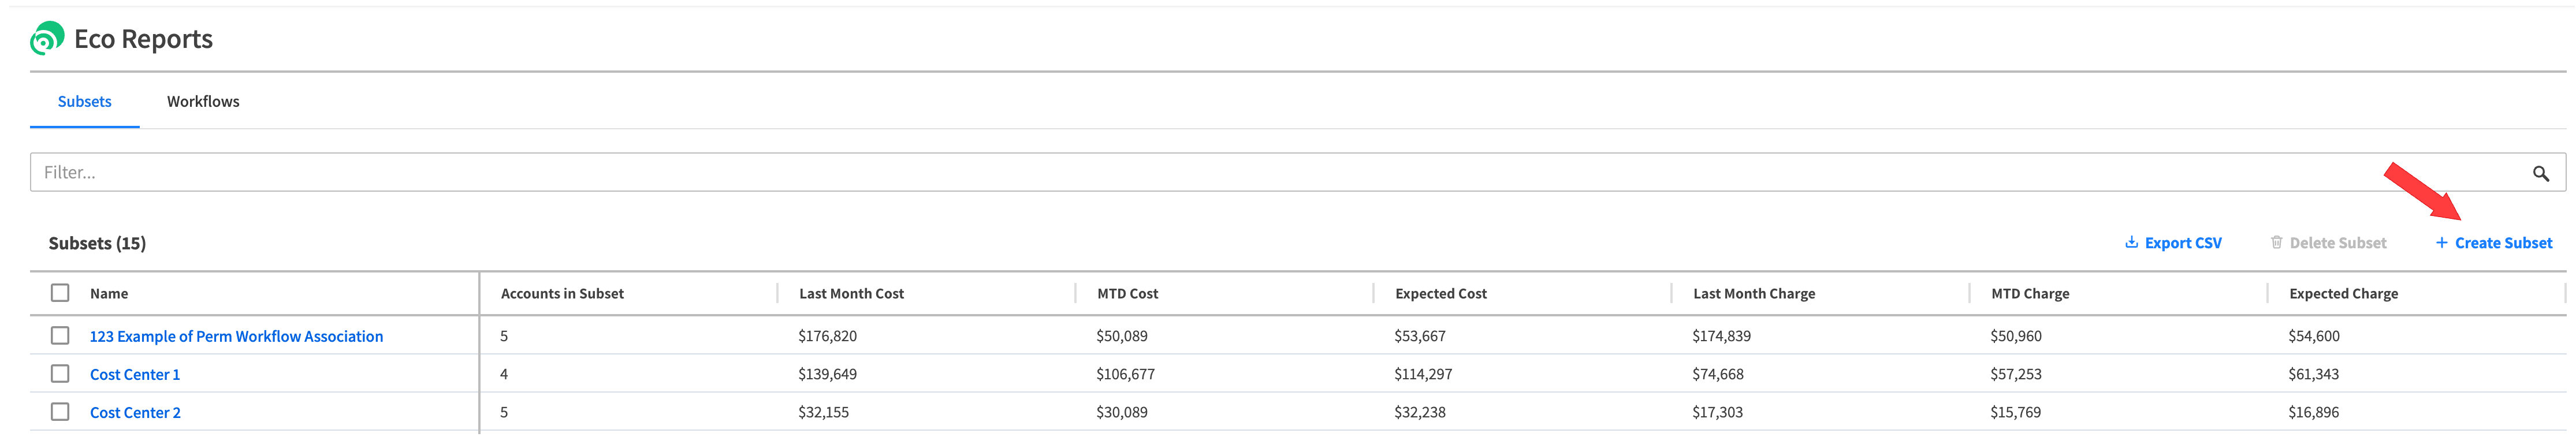 Eco Reports
Subsets Workflows
Filter...
Subsets (15) Export CSV Delete Subset + Create Subset
Name Accounts in Subset Last Month Cost MTD Cost Expected Cost Last Month Charge MTD Charge Expected Charge
123 Example of Perm Workflow Association 5 $176,820 $50,089 $53,667 $174,839 $50,960 $54,600
Cost Center 1 4 $139,649 $106,677 $114,297 $74,668 $57,253 $61,343
Cost Center 2 5 $32,155 $30,089 $32,238 $17,303 $15,769 $16,896